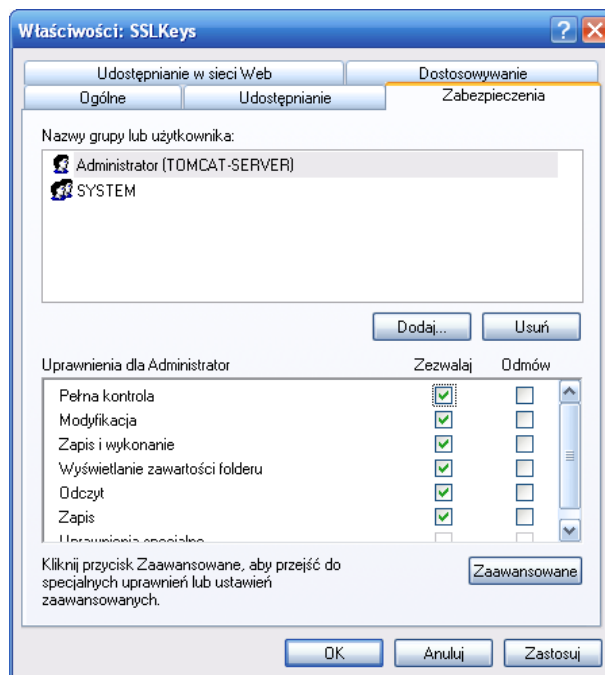 Właściwości: SSLKeys
Udostępnianie w sieci Web
Dostosowywanie
Ogólne
Udostępnianie
Zabezpieczenia
Nazwy grupy lub użytkownika:
Administrator (TOMCAT-SERVER)
SYSTEM
Dodaj...
Usuń
Uprawnienia dla Administrator
Zezwalaj
Odmów
Pełna kontrola
Modyfikacja
Zapis i wykonanie
Wyświetlanie zawartości folderu
Odczyt
Zapis
Uprawnienia specjalne
Kliknij przycisk Zaawansowane, aby przejść do
specjalnych uprawnień lub ustawień
zaawansowanych.
Zaawansowane
OK
Anuluj
Zastosuj